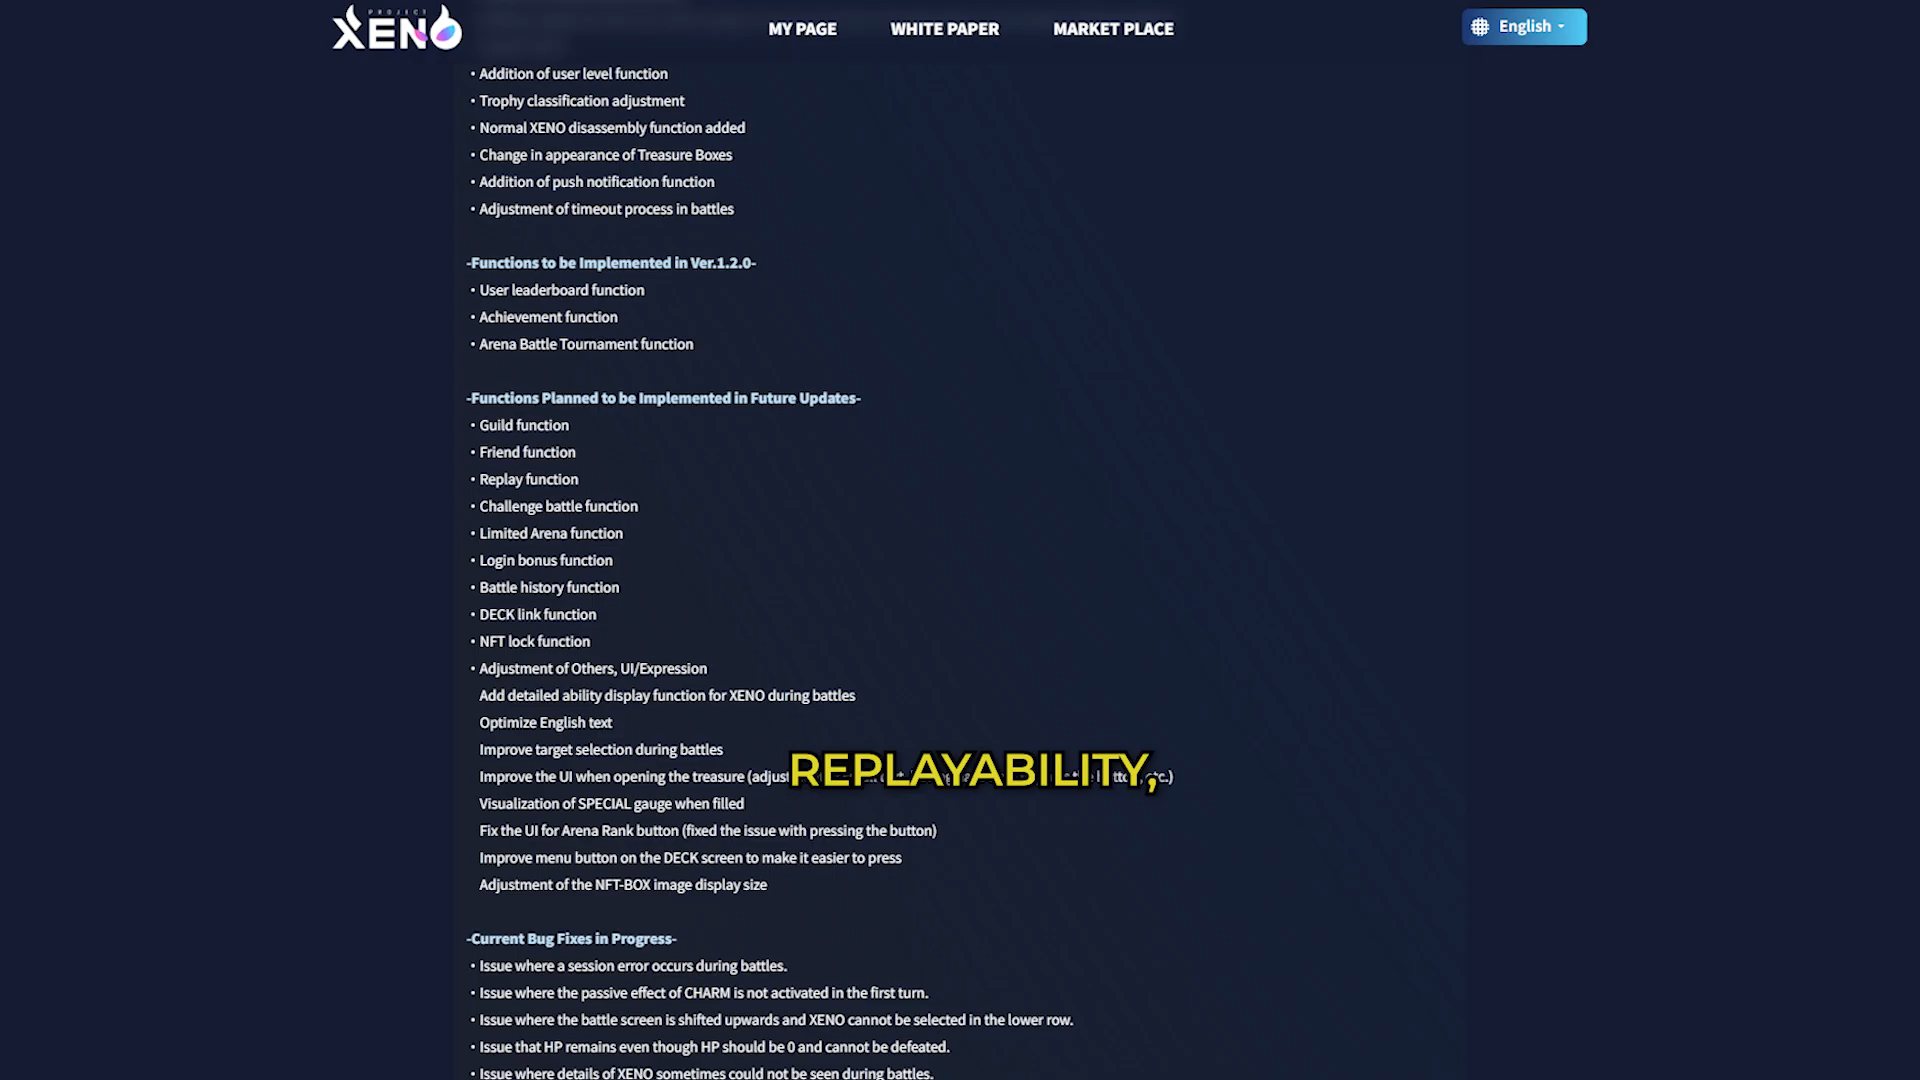 PROJECT
XENO
MY PAGE
WHITE PAPER
MARKET PLACE
English
・Addition of user level function
・Trophy classification adjustment
・Normal XENO disassembly function added
・Change in appearance of Treasure Boxes
・Addition of push notification function
・Adjustment of timeout process in battles
-Functions to be Implemented in Ver.1.2.0-
・User leaderboard function
・Achievement function
・Arena Battle Tournament function
-Functions Planned to be Implemented in Future Updates-
・Guild function
・Friend function
・Replay function
・Challenge battle function
・Limited Arena function
・Login bonus function
・Battle history function
・DECK link function
・NFT lock function
・Adjustment of Others, UI/Expression
Add detailed ability display function for XENO during battles
Optimize English text
Improve target selection during battles
Improve the UI when opening the treasure etc.)
REPLAYABILITY,
Visualization of SPECIAL gauge when filled
Fix the UI for Arena Rank button (fixed the issue with pressing the button)
Improve menu button on the DECK screen to make it easier to press
Adjustment of the NFT-BOX image display size
-Current Bug Fixes in Progress-
・Issue where a session error occurs during battles.
・Issue where the passive effect of CHARM is not activated in the first turn.
・Issue where the battle screen is shifted upwards and XENO cannot be selected in the lower row.
・Issue that HP remains even though HP should be 0 and cannot be defeated.
・Issue where details of XENO sometimes could not be seen during battles.